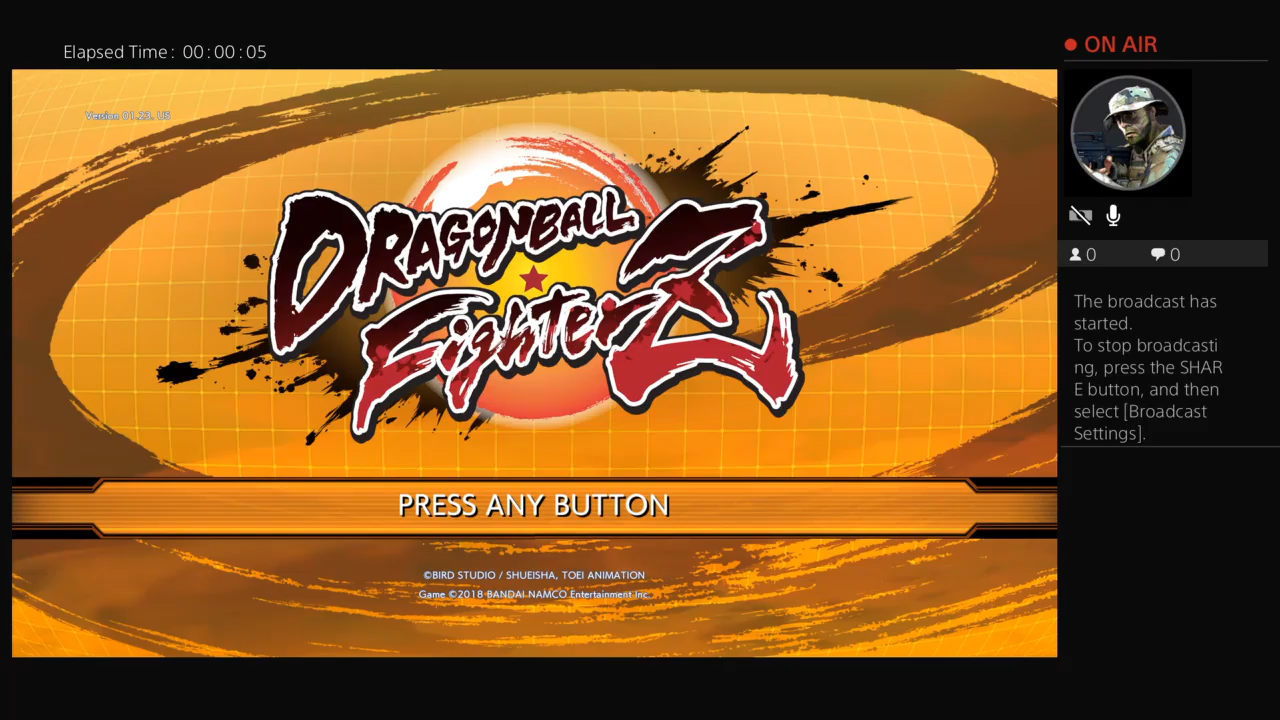 Elapsed Time: 00:00:05
ON AIR
Version 01.23, US
DRAGONBALL
FighterZ
0 0
The broadcast has
started.
To stop broadcasti
ng, press the SHAR
E button, and then
select [Broadcast
Settings].
PRESS ANY BUTTON
©BIRD STUDIO / SHUEISHA, TOEI ANIMATION
Game ©2018 BANDAI NAMCO Entertainment Inc.